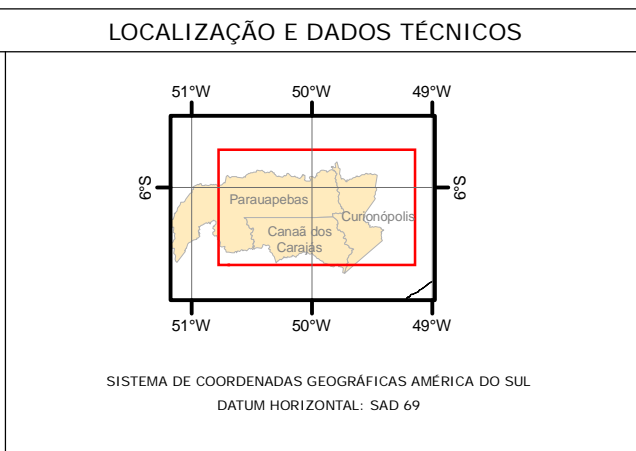 LOCALIZAÇÃO E DADOS TÉCNICOS
51°W 50°W 49°W
6°S 6°S
Parauapebas
Curionópolis
Canaã dos
Carajás
51°W 50°W 49°W
SISTEMA DE COORDENADAS GEOGRÁFICAS AMÉRICA DO SUL
DATUM HORIZONTAL: SAD 69